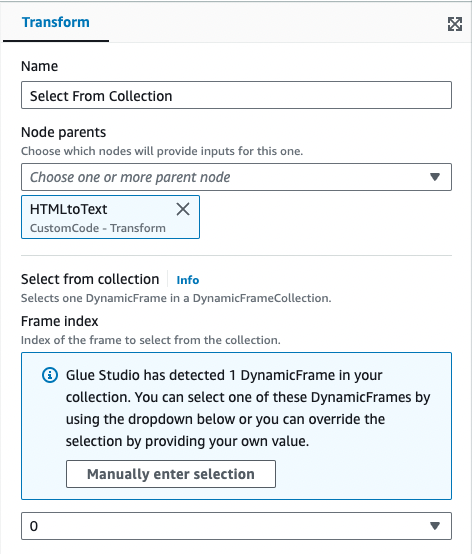 Transform
Name
Select From Collection
Node parents
Choose which nodes will provide inputs for this one.
Choose one or more parent node
HTMLtoText
CustomCode - Transform
Select from collection Info
Selects one DynamicFrame in a DynamicFrameCollection.
Frame index
Index of the frame to select from the collection.
Glue Studio has detected 1 DynamicFrame in your
collection. You can select one of these DynamicFrames by
using the dropdown below or you can override the
selection by providing your own value.
Manually enter selection
0